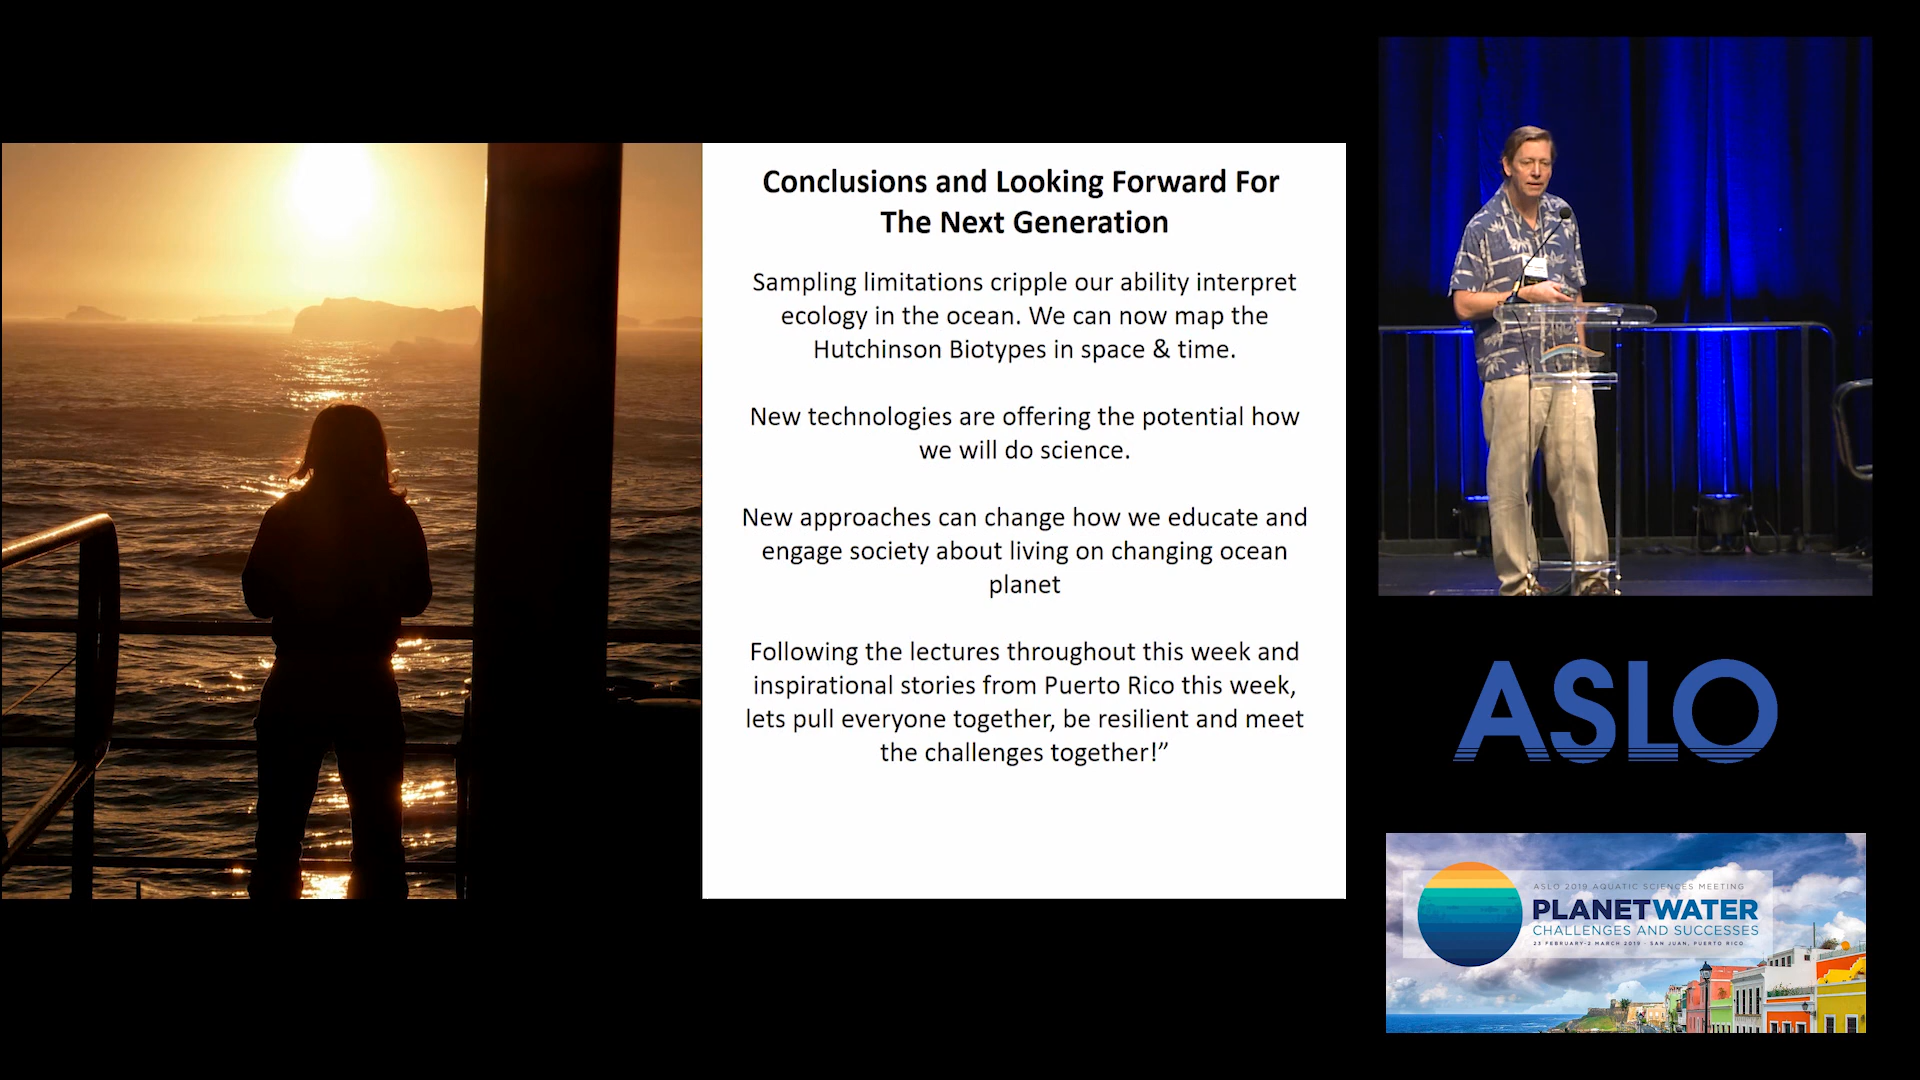 Conclusions and Looking Forward For
The Next Generation
Sampling limitations cripple our ability interpret
ecology in the ocean. We can now map the
Hutchinson Biotypes in space & time.
New technologies are offering the potential how
we will do science.
New approaches can change how we educate and
engage society about living on changing ocean
planet
Following the lectures throughout this week and
inspirational stories from Puerto Rico this week,
lets pull everyone together, be resilient and meet
the challenges together!”
ASLO
ASLO 2019 AQUATIC SCIENCES MEETING
PLANETWATER
CHALLENGES AND SUCCESSES
23 FEBRUARY-2 MARCH 2019 · SAN JUAN, PUERTO RICO